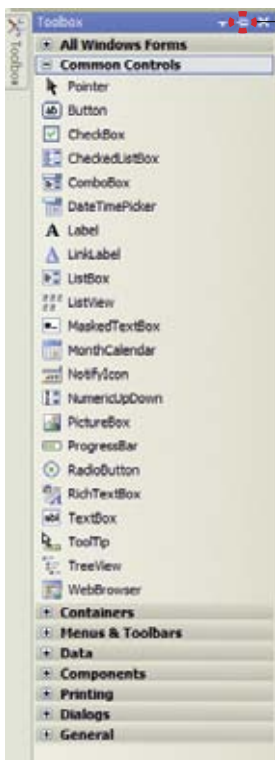 Toolbox
Toolbox
All Windows Forms
Common Controls
Pointer
Button
CheckBox
CheckedListBox
ComboBox
DateTimePicker
Label
LinkLabel
ListBox
ListView
MaskedTextBox
MonthCalendar
NotifyIcon
NumericUpDown
PictureBox
ProgressBar
RadioButton
RichTextBox
TextBox
ToolTip
TreeView
WebBrowser
Containers
Menus & Toolbars
Data
Components
Printing
Dialogs
General